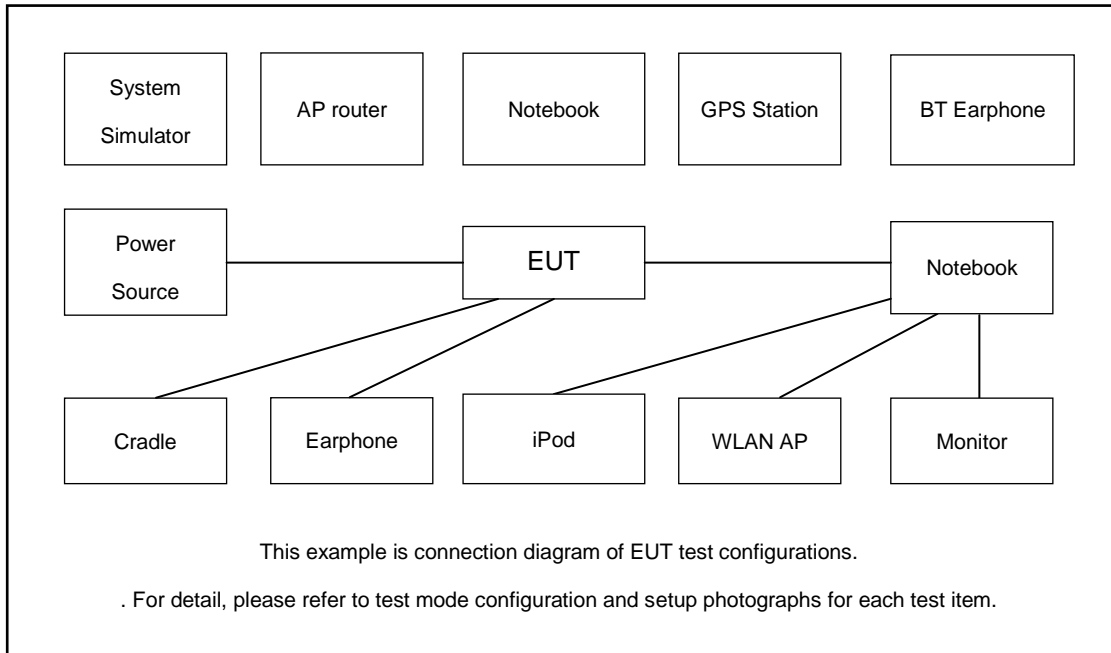 System
Simulator
AP router
Notebook
GPS Station
BT Earphone
Power
Source
EUT
Notebook
Cradle
Earphone
iPod
WLAN AP
Monitor
This example is connection diagram of EUT test configurations.
. For detail, please refer to test mode configuration and setup photographs for each test item.